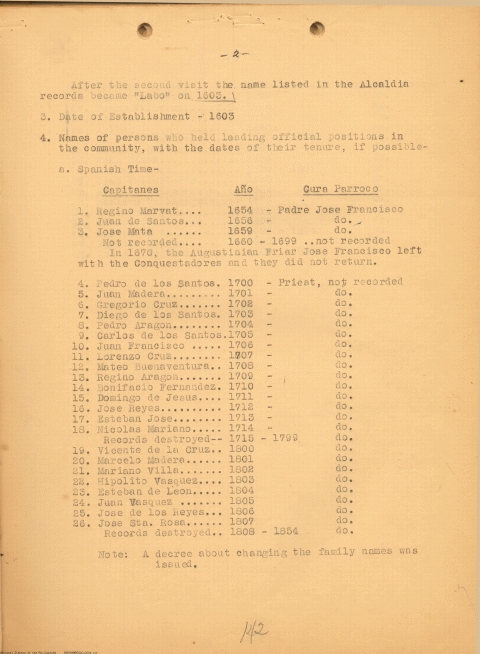 -2-
After the second visit the name listed in the Alcaldia
records became "Laño" on 1603.
3. Date of Establishment - 1603
4. Names of persons who held leading official positions in
the community, with the dates of their tenure, if possible-
a. Spanish Time-
Capitanes Año Cura Parroco
1. Regino Marvat.... 1654 - Padre Jose Francisco
2. Juan de Santos... 1656 - do.
3. Jose Mata ...... 1659 - do.
Not recorded.... 1660 - 1699 ..not recorded
In 1670, the Augustinian Friar Jose Francisco left
with the Conquestadores and they did not return.
4. Pedro de los Santos. 1700 - Priest, not recorded
5. Juan Madera......... 1701 - do.
6. Gregorio Cruz....... 1702 - do.
7. Diego de los Santos. 1703 - do.
8. Pedro Aragon........ 1704 - do.
9. Carlos de los Santos.1705 - do.
10. Juan Francisco ..... 1706 - do.
11. Lorenzo Cruz........ 1707 - do.
12. Mateo Buenaventura.. 1708 - do.
13. Regino Aragon....... 1709 - do.
14. Bonifacio Fernandez. 1710 - do.
15. Domingo de Jesus.... 1711 - do.
16. Jose Reyes.......... 1712 - do.
17. Esteban Jose........ 1713 - do.
18. Nicolas Mariano..... 1714 - do.
Records destroyed-- 1715 - 1799 do.
19. Vicente de la Cruz.. 1800 do.
20. Marcelo Madera...... 1801 do.
21. Mariano Villa....... 1802 do.
22. Hipolito Vasquez.... 1803 do.
23. Esteban de Leon..... 1804 do.
24. Juan Vasquez ....... 1805 do.
25. Jose de los Reyes... 1806 do.
26. Jose Sta. Rosa...... 1807 do.
Records destroyed.. 1808 - 1854 do.
Note: A decree about changing the family names was
issued.